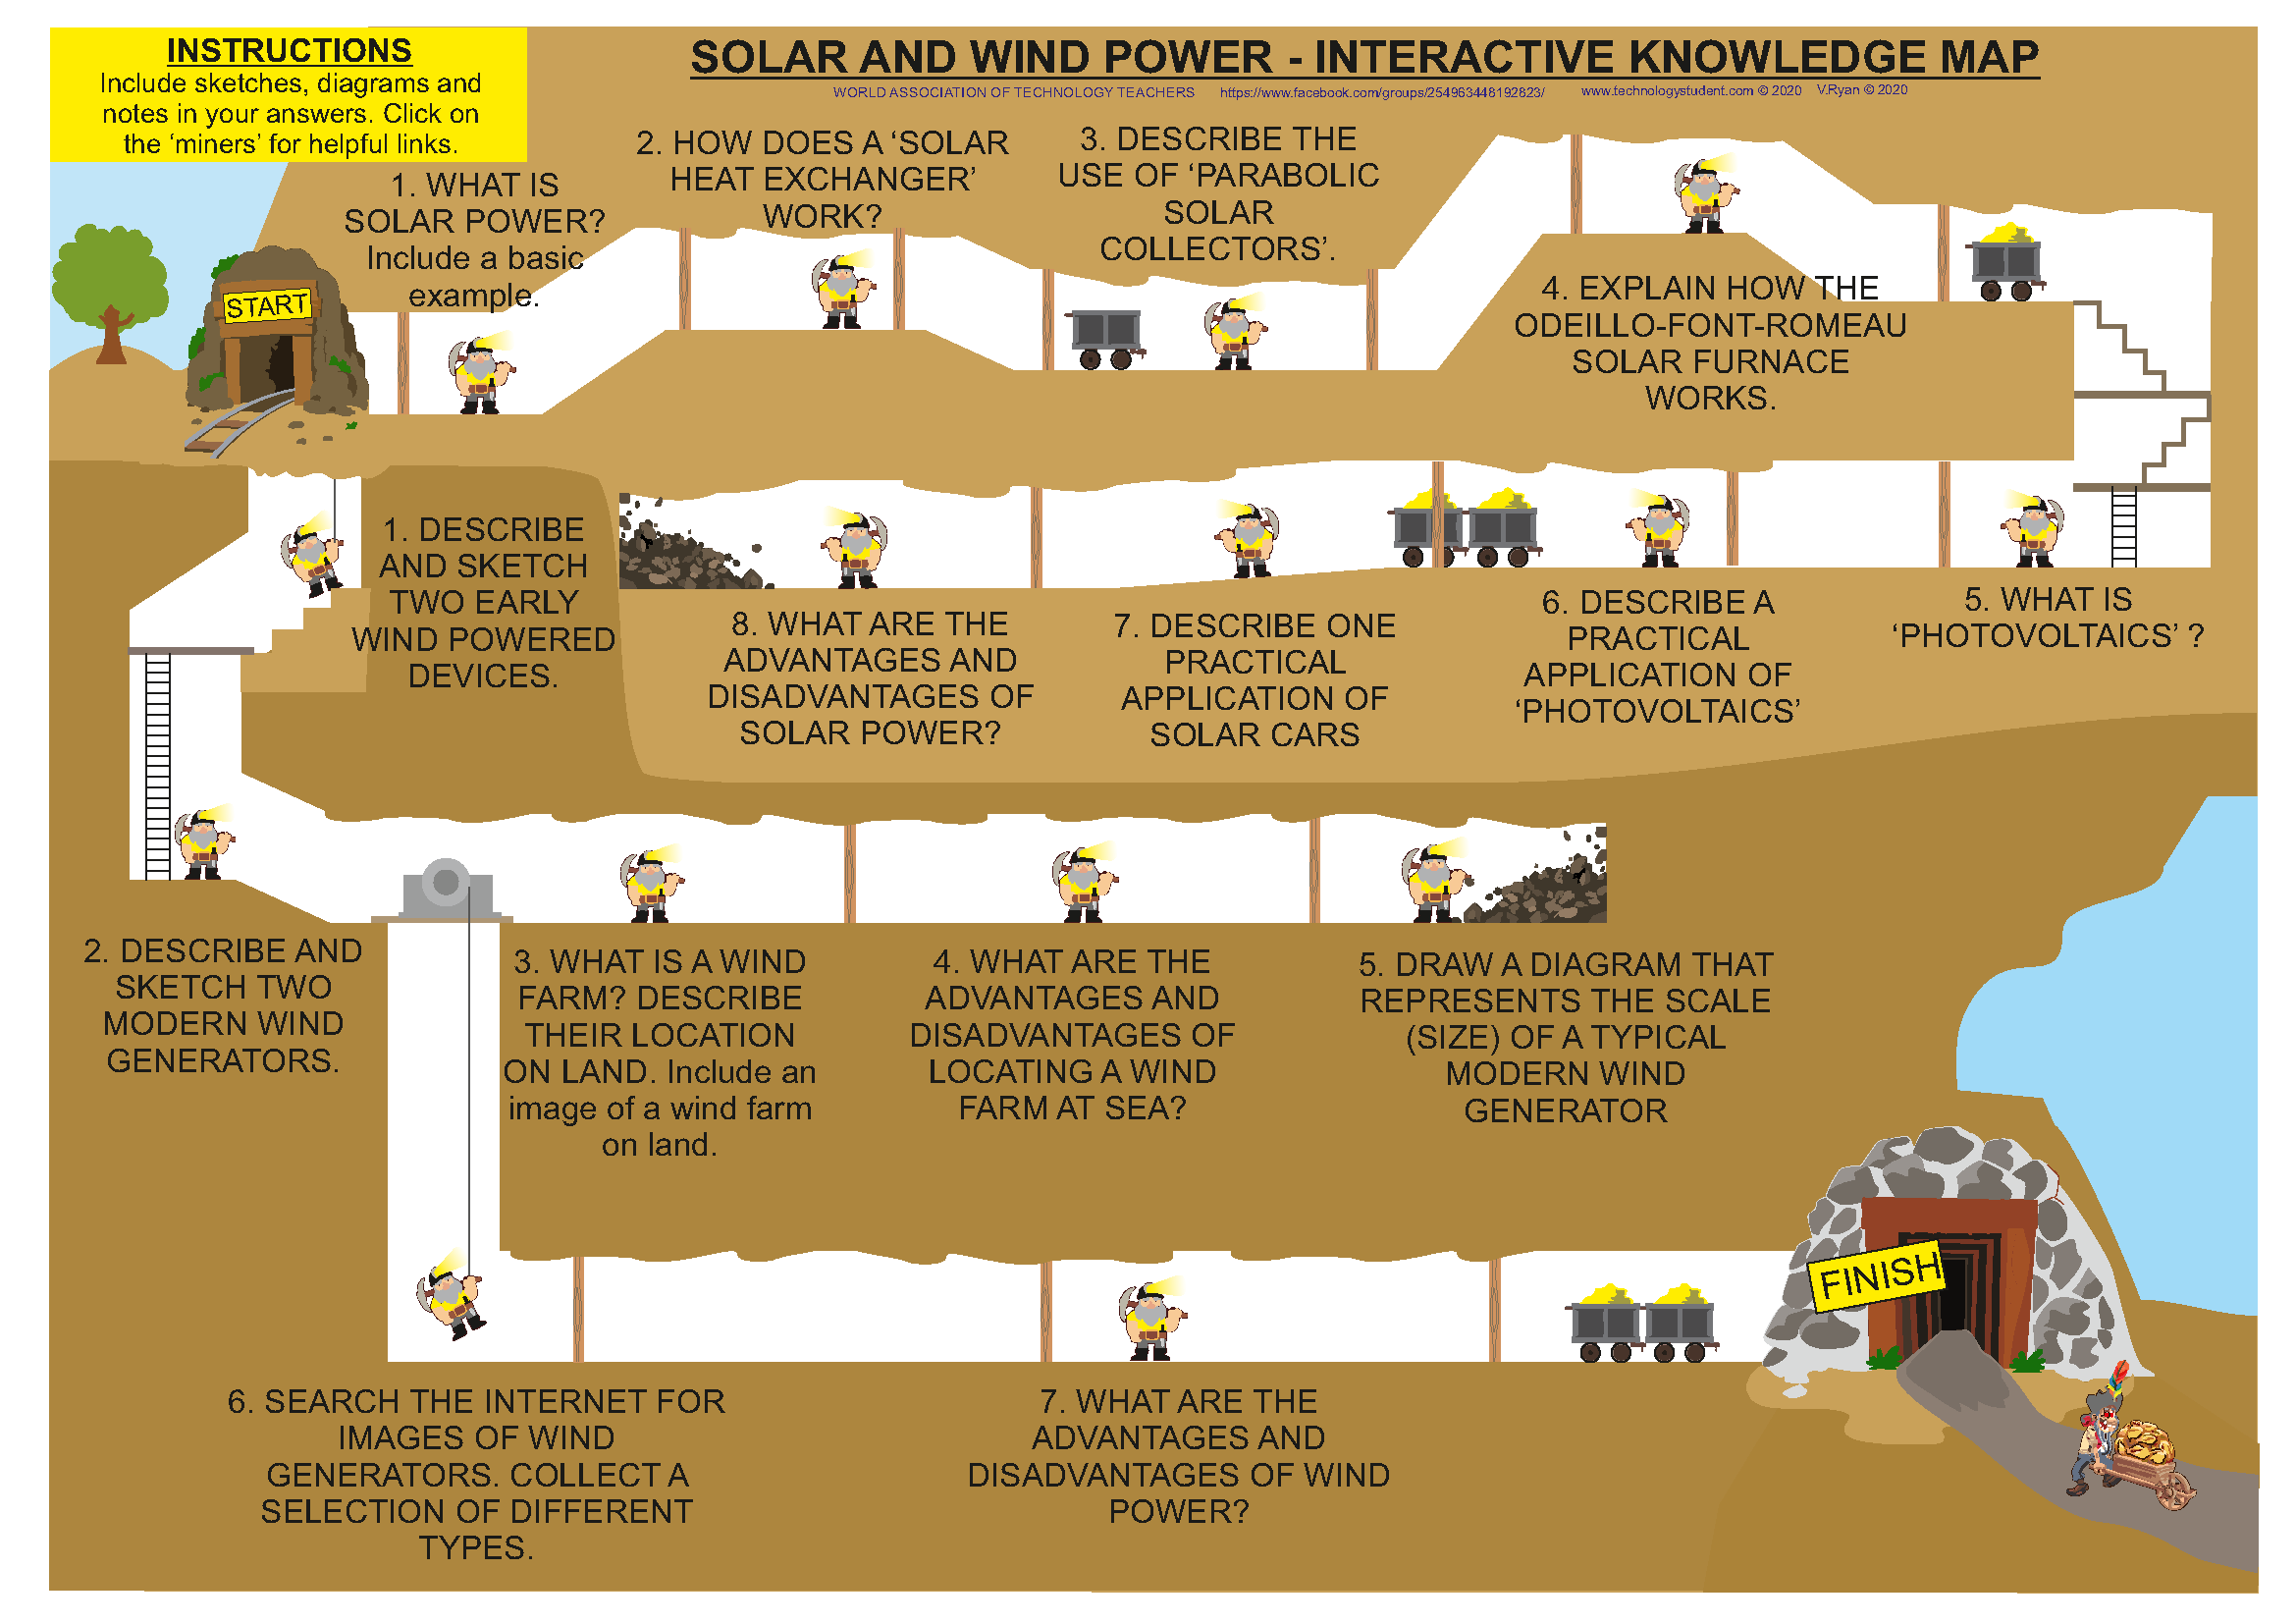 INSTRUCTIONS
Include sketches, diagrams and
notes in your answers. Click on
the ‘miners’ for helpful links.
SOLAR AND WIND POWER - INTERACTIVE KNOWLEDGE MAP
WORLD ASSOCIATION OF TECHNOLOGY TEACHERS https://www.facebook.com/groups/254963448192823/ www.technologystudent.com © 2020 V.Ryan © 2020
1. WHAT IS
SOLAR POWER?
Include a basic
example.
2. HOW DOES A ‘SOLAR
HEAT EXCHANGER’
WORK?
3. DESCRIBE THE
USE OF ‘PARABOLIC
SOLAR
COLLECTORS’.
START
4. EXPLAIN HOW THE
ODEILLO-FONT-ROMEAU
SOLAR FURNACE
WORKS.
5. WHAT IS
‘PHOTOVOLTAICS’ ?
6. DESCRIBE A
PRACTICAL
APPLICATION OF
‘PHOTOVOLTAICS’
7. DESCRIBE ONE
PRACTICAL
APPLICATION OF
SOLAR CARS
8. WHAT ARE THE
ADVANTAGES AND
DISADVANTAGES OF
SOLAR POWER?
1. DESCRIBE
AND SKETCH
TWO EARLY
WIND POWERED
DEVICES.
2. DESCRIBE AND
SKETCH TWO
MODERN WIND
GENERATORS.
3. WHAT IS A WIND
FARM? DESCRIBE
THEIR LOCATION
ON LAND. Include an
image of a wind farm
on land.
4. WHAT ARE THE
ADVANTAGES AND
DISADVANTAGES OF
LOCATING A WIND
FARM AT SEA?
5. DRAW A DIAGRAM THAT
REPRESENTS THE SCALE
(SIZE) OF A TYPICAL
MODERN WIND
GENERATOR
6. SEARCH THE INTERNET FOR
IMAGES OF WIND
GENERATORS. COLLECT A
SELECTION OF DIFFERENT
TYPES.
7. WHAT ARE THE
ADVANTAGES AND
DISADVANTAGES OF WIND
POWER?
FINISH